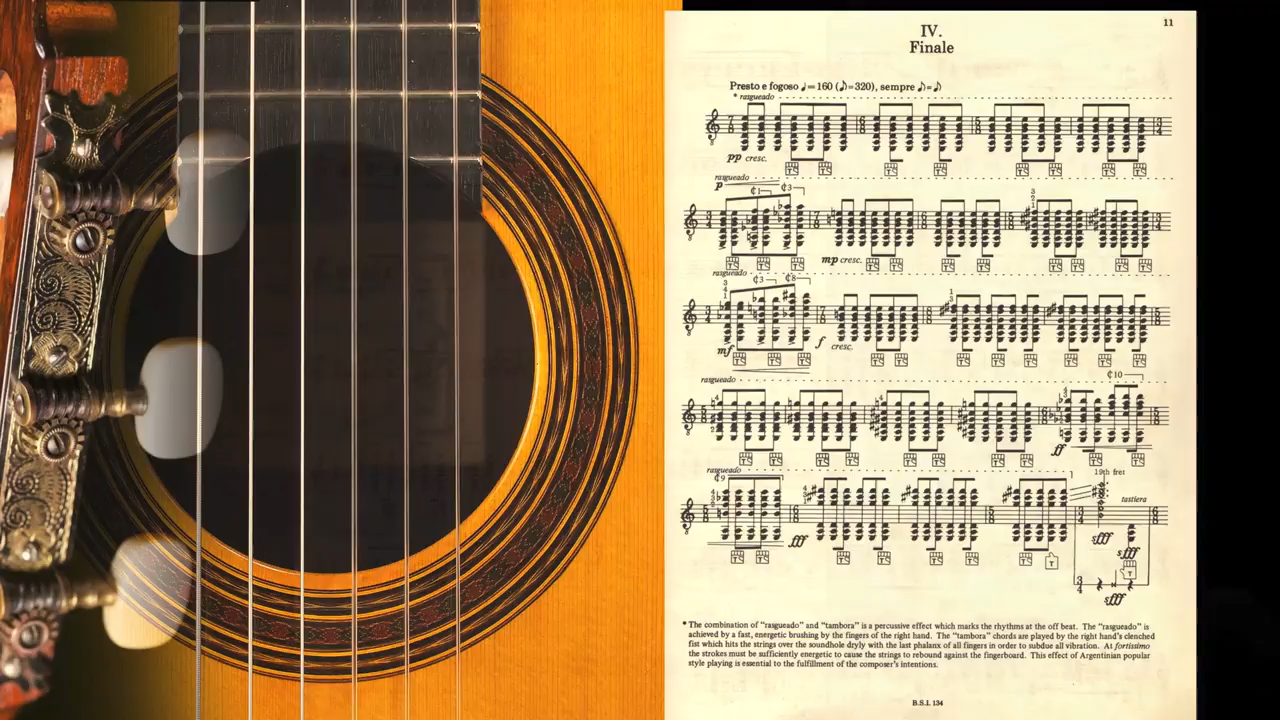 11
IV.
Finale
Presto e fogoso ♩=160 (♪=320), sempre ♪=♪
* rasgueado
pp cresc.
rasgueado
p
¢1 ¢3
mp cresc.
rasgueado
¢3 ¢8
mf
f cresc.
rasgueado
¢10
ff
rasgueado
¢9
19th fret
tastiera
fff
sfff
sfff
sfff
* The combination of "rasgueado" and "tambora" is a percussive effect which marks the rhythms at the off beat. The "rasgueado" is
achieved by a fast, energetic brushing by the fingers of the right hand. The "tambora" chords are played by the right hand's clenched
fist which hits the strings over the soundhole dryly with the last phalanx of all fingers in order to subdue all vibration. At fortissimo
the strokes must be sufficiently energetic to cause the strings to rebound against the fingerboard. This effect of Argentinian popular
style playing is essential to the fulfillment of the composer's intentions.
B.S.I. 134